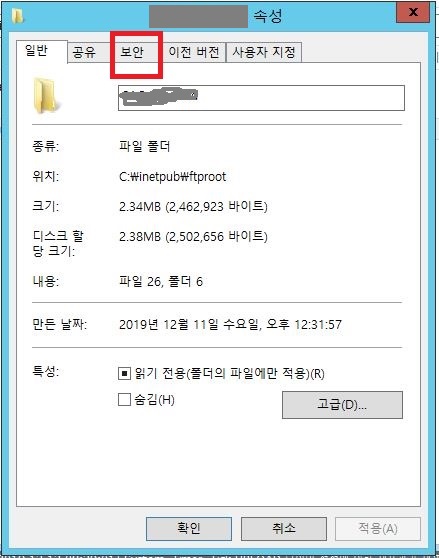 속성
일반 공유 보안 이전 버전 사용자 지정
종류: 파일 폴더
위치: C:￦inetpub￦ftproot
크기: 2.34MB (2,462,923 바이트)
디스크 할
당 크기: 2.38MB (2,502,656 바이트)
내용: 파일 26, 폴더 6
만든 날짜: 2019년 12월 11일 수요일, 오후 12:31:57
특성: 읽기 전용(폴더의 파일에만 적용)(R)
숨김(H)
고급(D)...
확인 취소 적용(A)